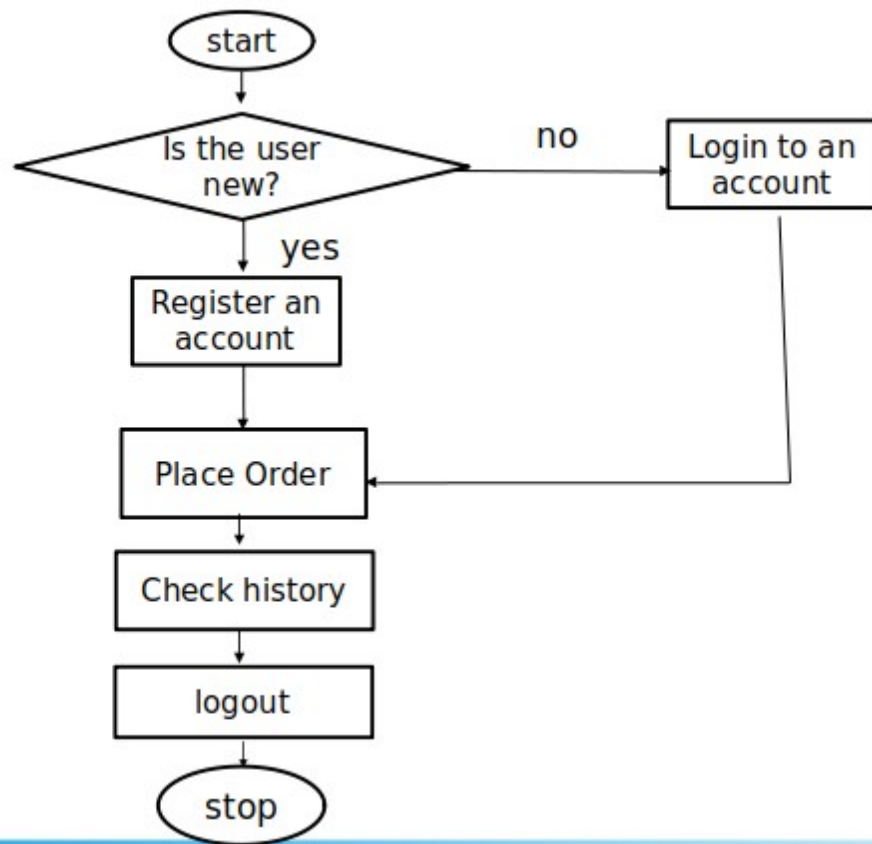 start
Is the user
new?
no
Login to an
account
yes
Register an
account
Place Order
Check history
logout
stop